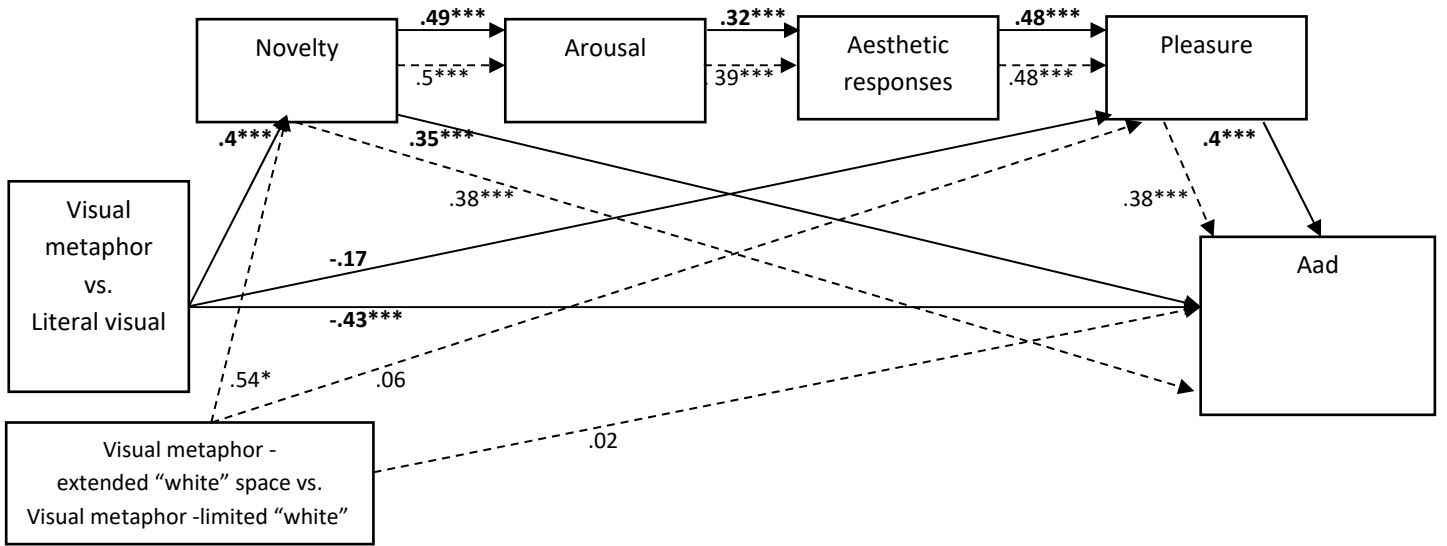 .49***
.32***
.48***
Novelty
Arousal
Aesthetic
responses
Pleasure
.5***
. 39***
.48***
.4***
.35***
.4***
.38***
.38***
Visual
metaphor
vs.
Literal visual
-.17
-.43***
Aad
.54*
.06
.02
Visual metaphor -
extended “white” space vs.
Visual metaphor -limited “white”